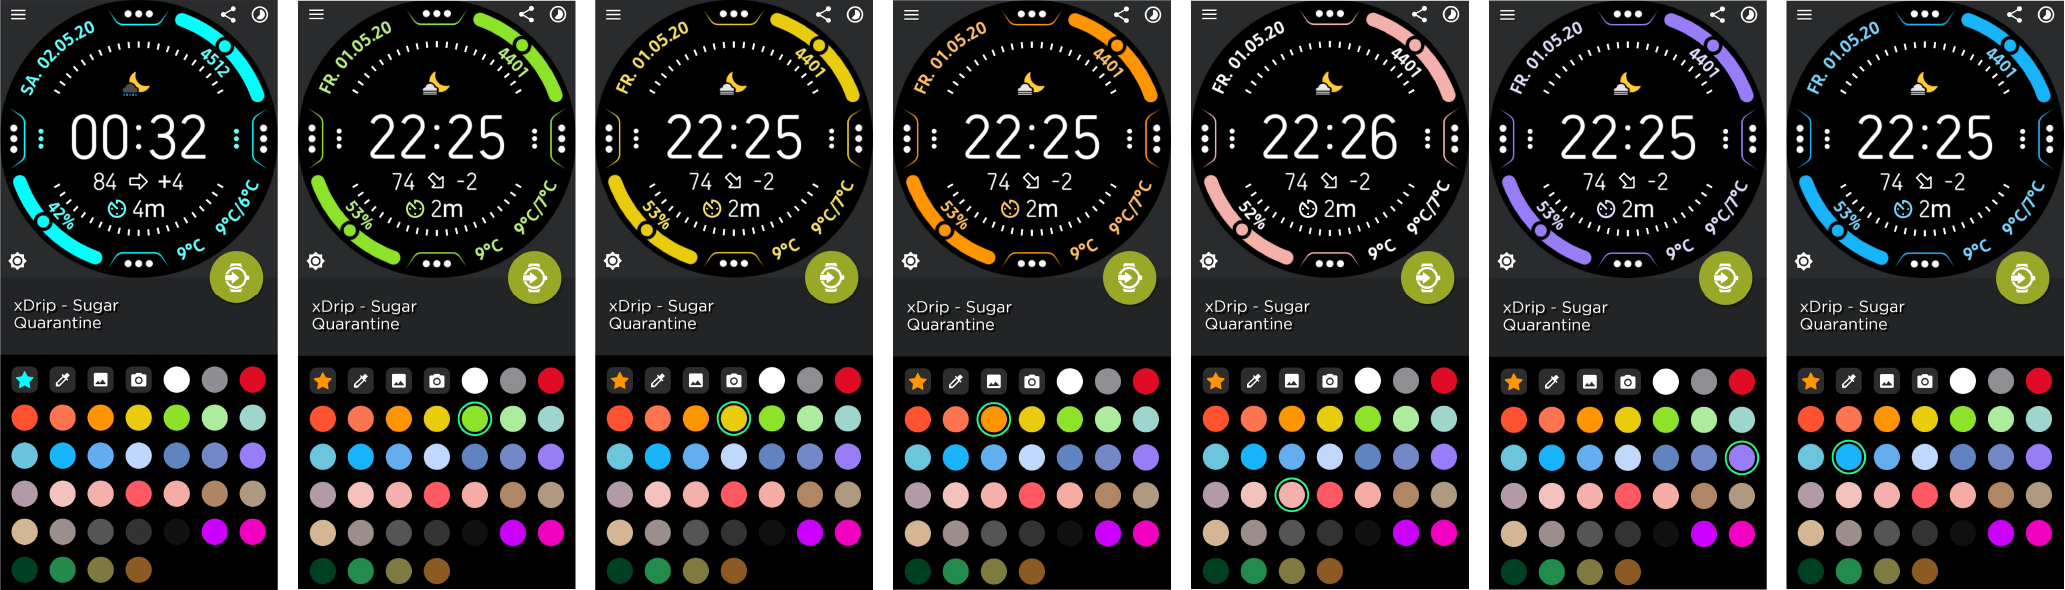 SA. 02.05.20
4512
00:32
84 +4
4m
42%
9°C
9°C/6°C
xDrip - Sugar
Quarantine
FR. 01.05.20
4401
22:25
74 -2
2m
53%
9°C
9°C/7°C
xDrip - Sugar
Quarantine
FR. 01.05.20
4401
22:25
74 -2
2m
53%
9°C
9°C/7°C
xDrip - Sugar
Quarantine
FR. 01.05.20
4401
22:25
74 -2
2m
53%
9°C
9°C/7°C
xDrip - Sugar
Quarantine
FR. 01.05.20
4401
22:26
74 -2
2m
52%
9°C
9°C/7°C
xDrip - Sugar
Quarantine
FR. 01.05.20
4401
22:25
74 -2
2m
53%
9°C
9°C/7°C
xDrip - Sugar
Quarantine
FR. 01.05.20
4401
22:25
74 -2
2m
53%
9°C
9°C/7°C
xDrip - Sugar
Quarantine